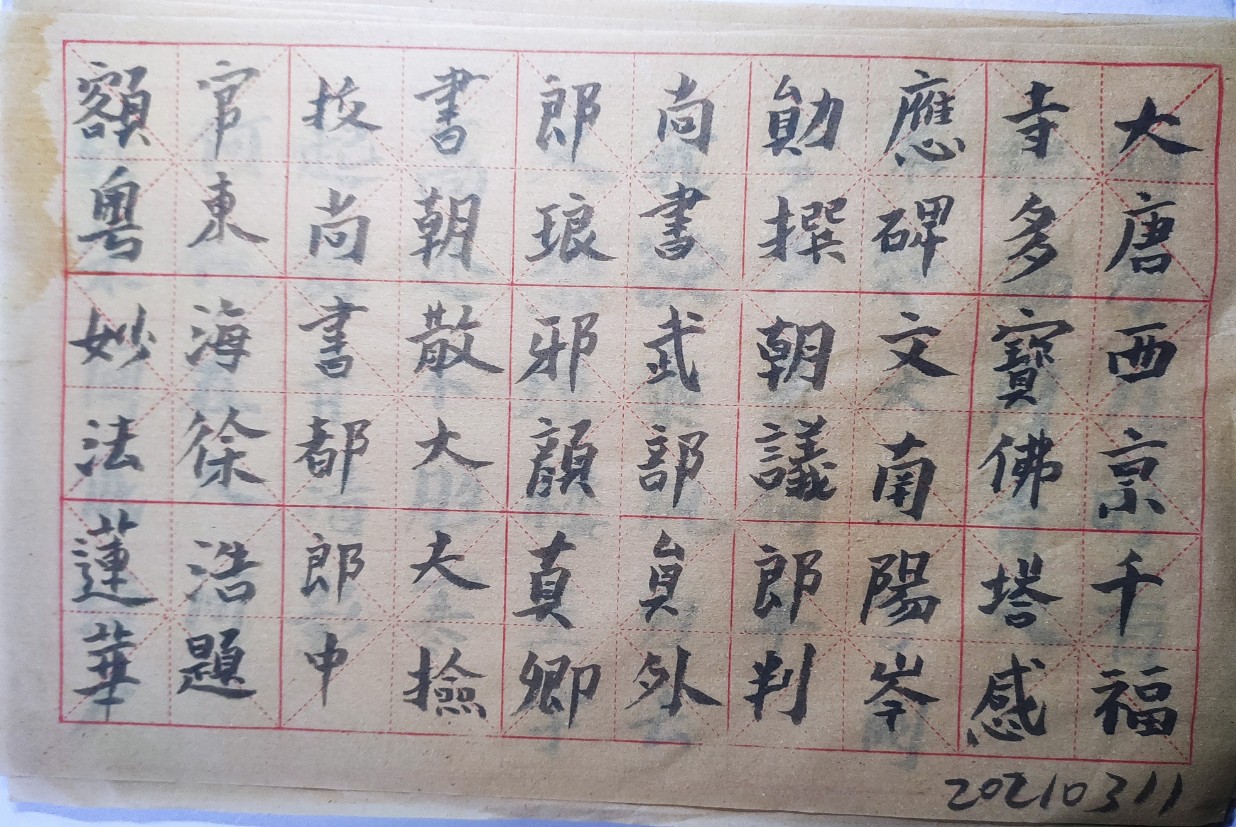 大唐西京千福
寺多寶佛塔感
應碑文南陽岑
勛撰朝議郎判
尚書武部員外
郎琅邪顏真卿
書朝散大夫撿
挍尚書都郎中
官東海徐浩題
額粵妙法蓮華
20210311